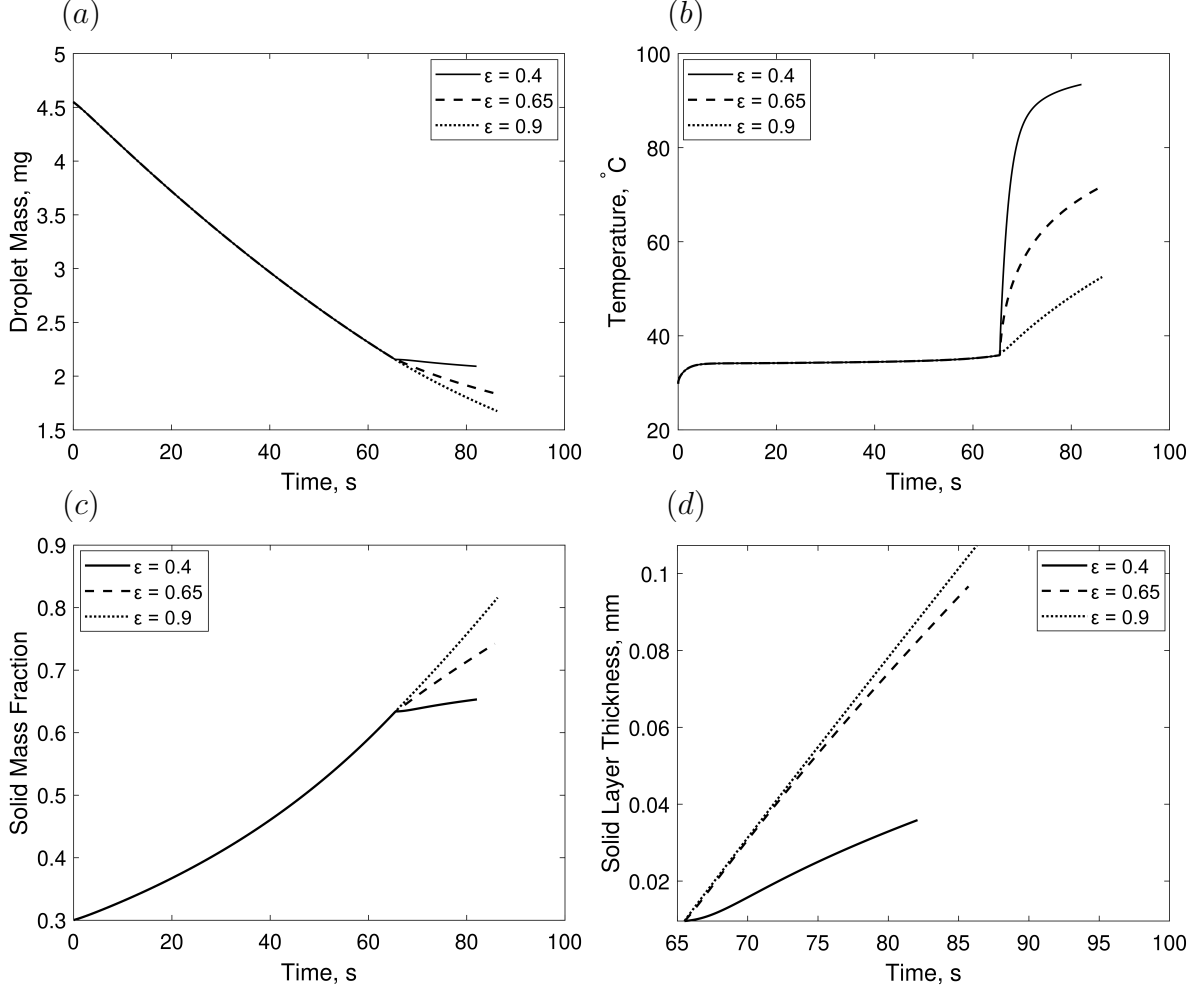 (a)
5
4.5
4
3.5
3
2.5
2
1.5
Droplet Mass, mg
0
20
40
60
80
100
Time, s
ε = 0.4
ε = 0.65
ε = 0.9
(b)
100
80
60
40
20
Temperature, °C
0
20
40
60
80
100
Time, s
ε = 0.4
ε = 0.65
ε = 0.9
(c)
0.9
0.8
0.7
0.6
0.5
0.4
0.3
Solid Mass Fraction
0
20
40
60
80
100
Time, s
ε = 0.4
ε = 0.65
ε = 0.9
(d)
0.1
0.08
0.06
0.04
0.02
Solid Layer Thickness, mm
65
70
75
80
85
90
95
100
Time, s
ε = 0.4
ε = 0.65
ε = 0.9